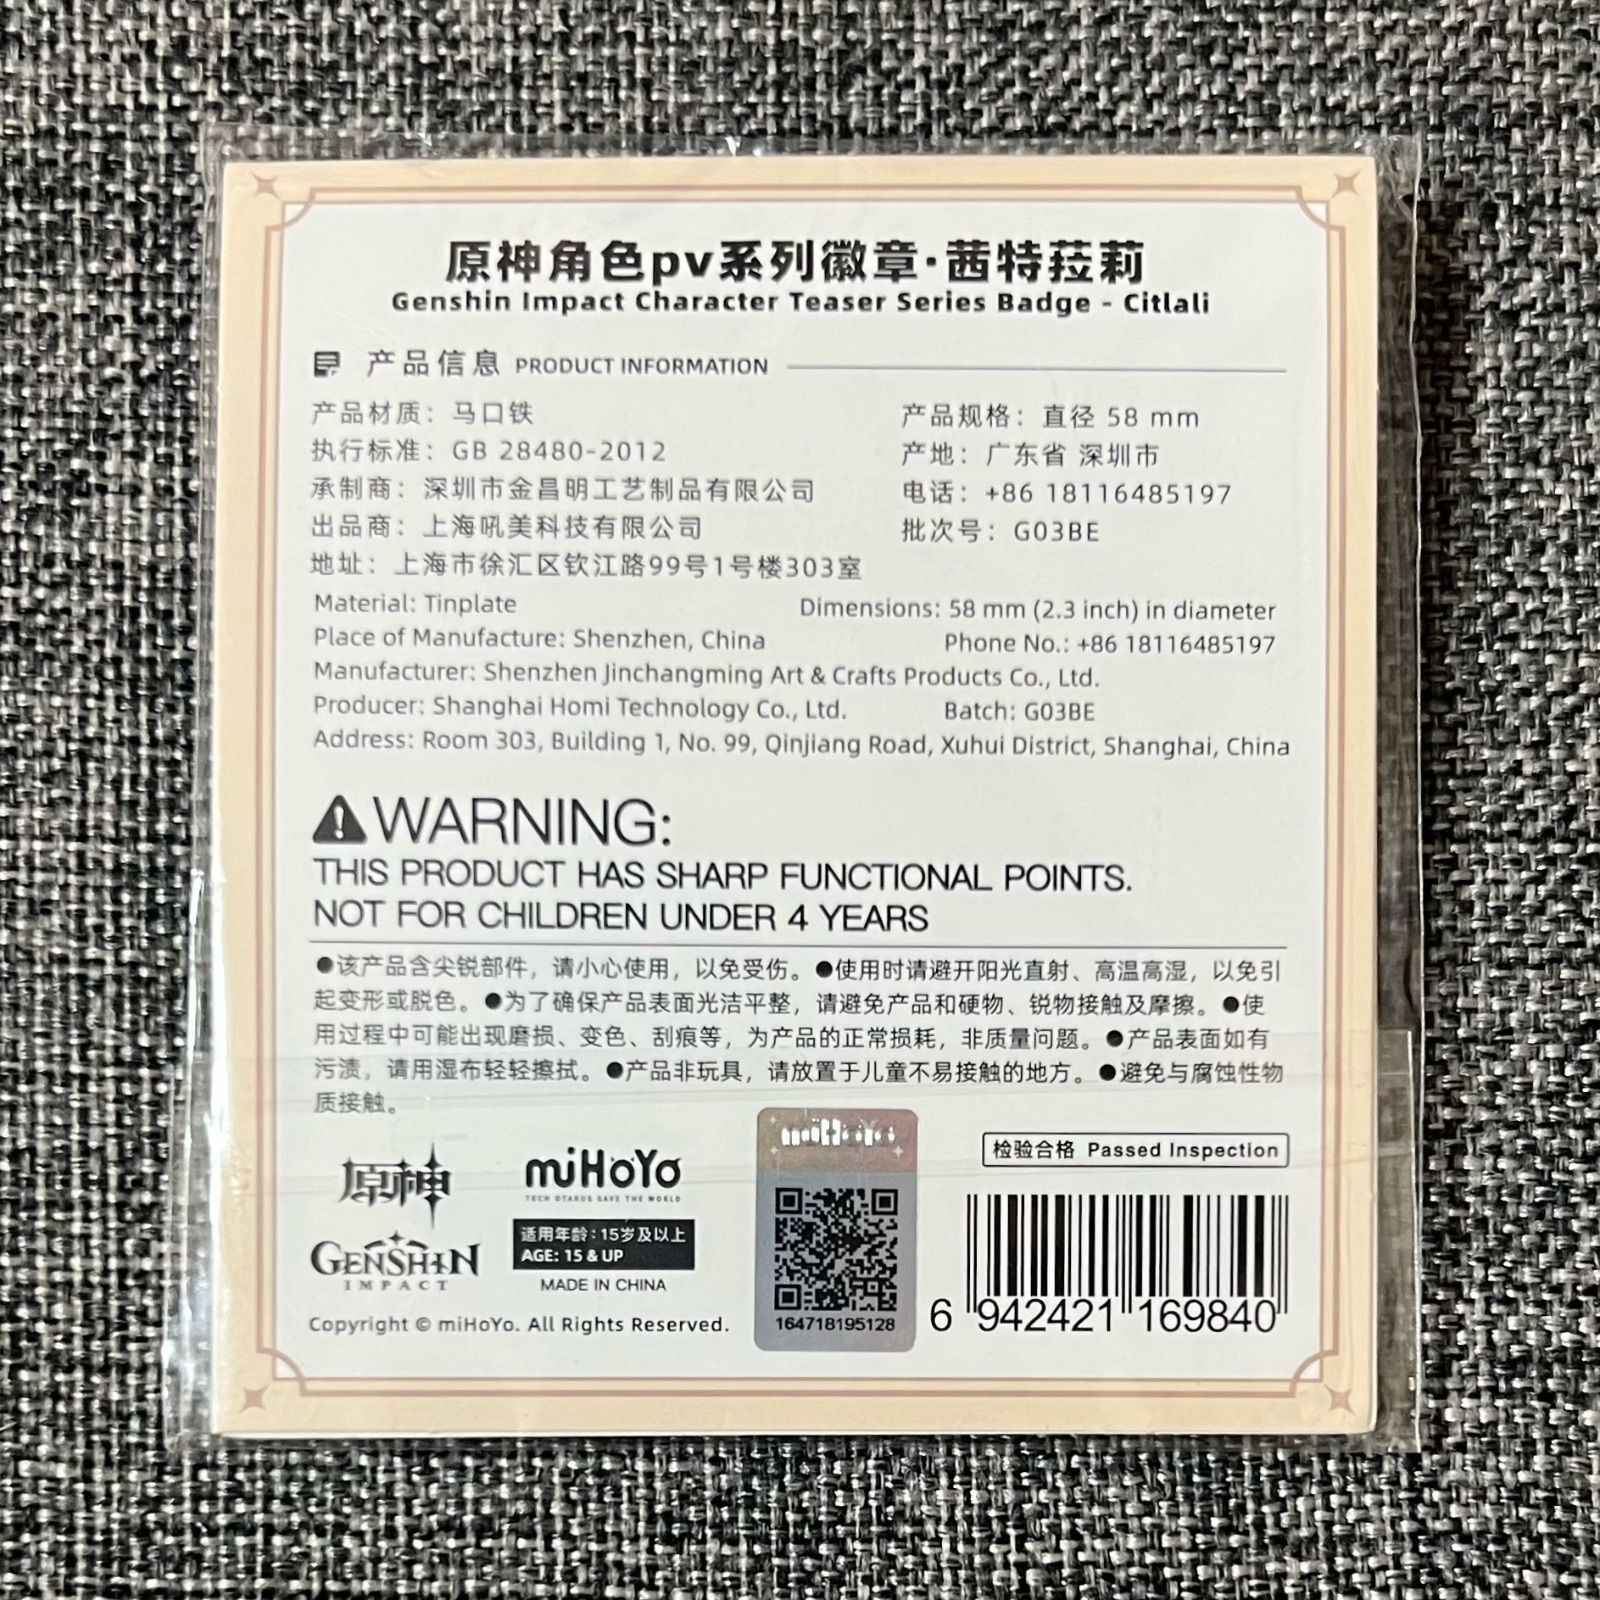 原神角色pv系列徽章·茜特菈莉
Genshin Impact Character Teaser Series Badge - Citlali
产品信息 PRODUCT INFORMATION
产品材质：马口铁
产品规格：直径 58 mm
执行标准：GB 28480-2012
产地：广东省 深圳市
承制商：深圳市金昌明工艺制品有限公司
电话：+86 18116485197
出品商：上海吼美科技有限公司
批次号：G03BE
地址：上海市徐汇区钦江路99号1号楼303室
Material: Tinplate
Dimensions: 58 mm (2.3 inch) in diameter
Place of Manufacture: Shenzhen, China
Phone No.: +86 18116485197
Manufacturer: Shenzhen Jinchangming Art & Crafts Products Co., Ltd.
Producer: Shanghai Homi Technology Co., Ltd.
Batch: G03BE
Address: Room 303, Building 1, No. 99, Qinjiang Road, Xuhui District, Shanghai, China
WARNING:
THIS PRODUCT HAS SHARP FUNCTIONAL POINTS.
NOT FOR CHILDREN UNDER 4 YEARS
●该产品含尖锐部件，请小心使用，以免受伤。●使用时请避开阳光直射、高温高湿，以免引
起变形或脱色。●为了确保产品表面光洁平整，请避免产品和硬物、锐物接触及摩擦。●使
用过程中可能出现磨损、变色、刮痕等，为产品的正常损耗，非质量问题。●产品表面如有
污渍，请用湿布轻轻擦拭。●产品非玩具，请放置于儿童不易接触的地方。●避免与腐蚀性物
质接触。
原神
GENSHIN
IMPACT
miHoYo
TECH OTAKUS SAVE THE WORLD
适用年龄：15岁及以上
AGE: 15 & UP
MADE IN CHINA
Copyright © miHoYo. All Rights Reserved.
miHoYo
164718195128
检验合格 Passed Inspection
6 942421 169840